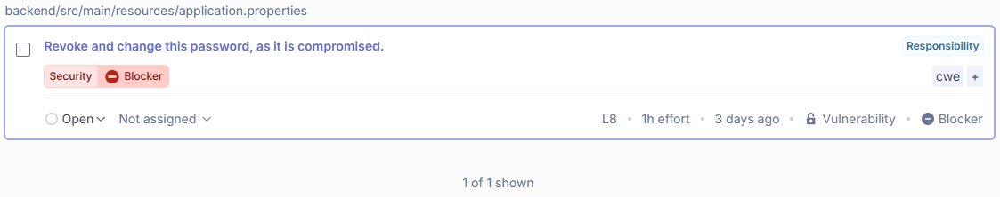 backend/src/main/resources/application.properties
Revoke and change this password, as it is compromised. Responsibility
Security Blocker cwe +
Open Not assigned L8 • 1h effort • 3 days ago • Vulnerability • Blocker
1 of 1 shown